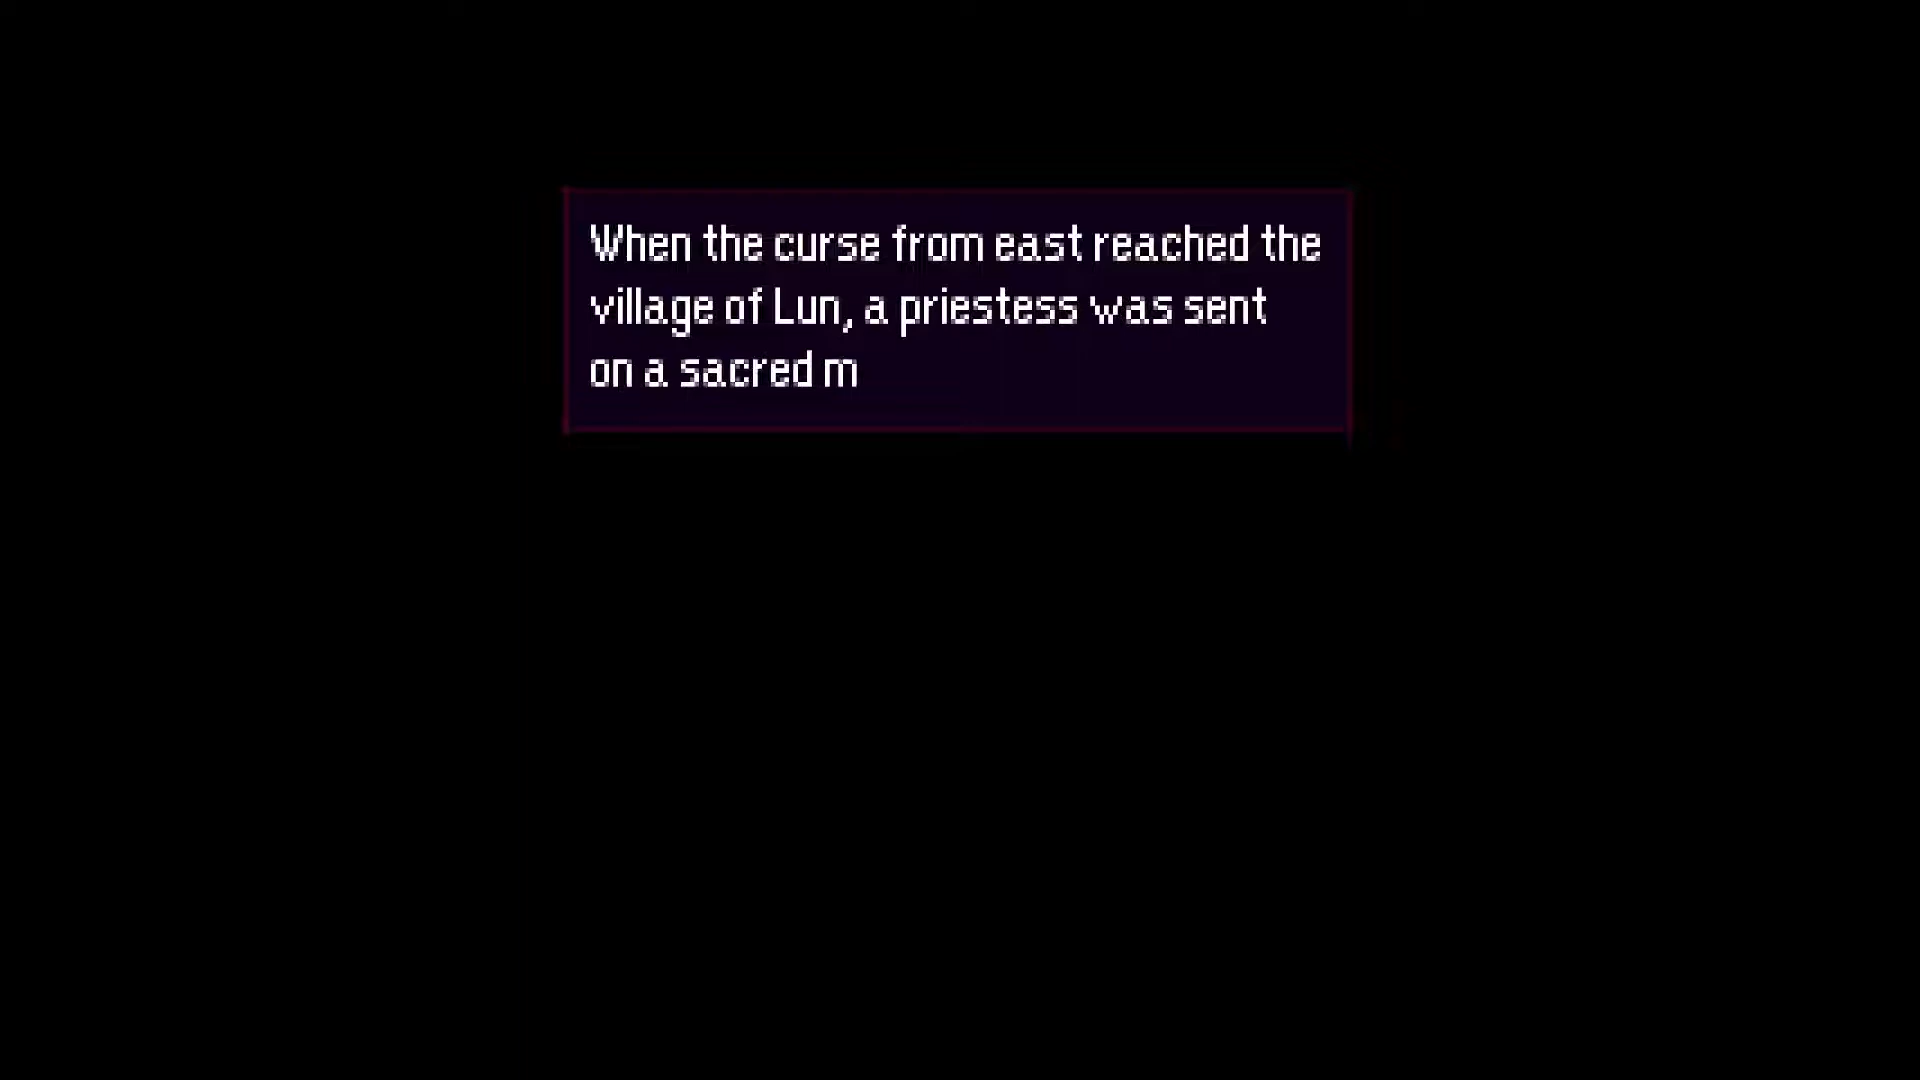 When the curse from east reached the
village of Lun, a priestess was sent
on a sacred m